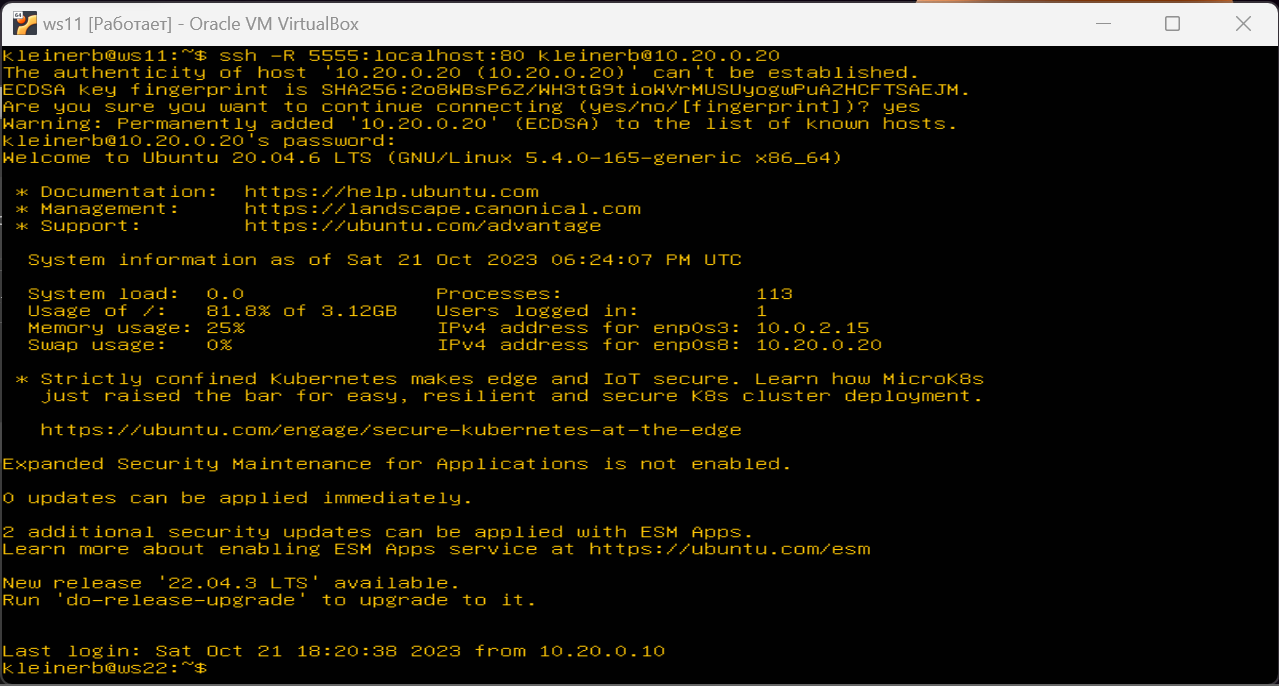 ws11 [Работает] - Oracle VM VirtualBox
kleinerb@ws11:~$ ssh -R 5555:localhost:80 kleinerb@10.20.0.20
The authenticity of host '10.20.0.20 (10.20.0.20)' can't be established.
ECDSA key fingerprint is SHA256:2o8WBsP6Z/WH3tG9tioWVrMUSUyogwPuAZHCFTSAEJM.
Are you sure you want to continue connecting (yes/no/[fingerprint])? yes
Warning: Permanently added '10.20.0.20' (ECDSA) to the list of known hosts.
kleinerb@10.20.0.20's password:
Welcome to Ubuntu 20.04.6 LTS (GNU/Linux 5.4.0-165-generic x86_64)
* Documentation: https://help.ubuntu.com
* Management: https://landscape.canonical.com
* Support: https://ubuntu.com/advantage
System information as of Sat 21 Oct 2023 06:24:07 PM UTC
System load: 0.0 Processes: 113
Usage of /: 81.8% of 3.12GB Users logged in: 1
Memory usage: 25% IPv4 address for enp0s3: 10.0.2.15
Swap usage: 0% IPv4 address for enp0s8: 10.20.0.20
* Strictly confined Kubernetes makes edge and IoT secure. Learn how MicroK8s
just raised the bar for easy, resilient and secure K8s cluster deployment.
https://ubuntu.com/engage/secure-kubernetes-at-the-edge
Expanded Security Maintenance for Applications is not enabled.
0 updates can be applied immediately.
2 additional security updates can be applied with ESM Apps.
Learn more about enabling ESM Apps service at https://ubuntu.com/esm
New release '22.04.3 LTS' available.
Run 'do-release-upgrade' to upgrade to it.
Last login: Sat Oct 21 18:20:38 2023 from 10.20.0.10
kleinerb@ws22:~$